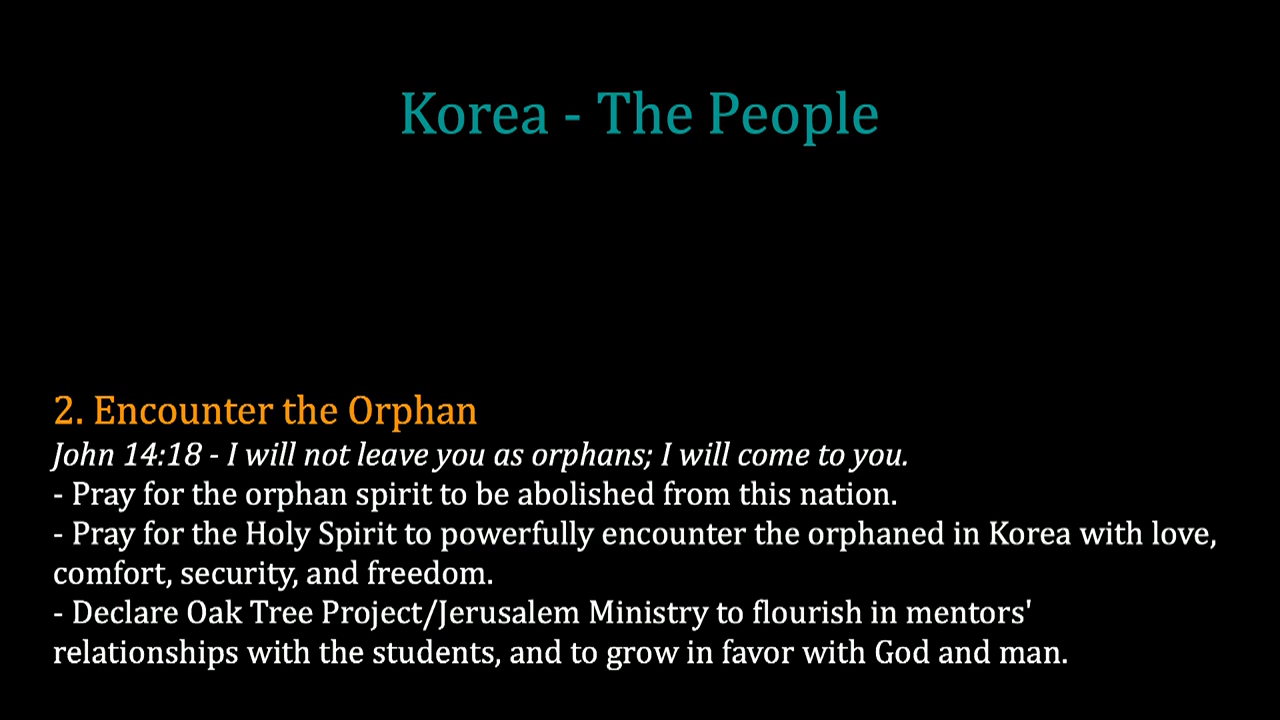 Korea - The People
2. Encounter the Orphan
John 14:18 - I will not leave you as orphans; I will come to you.
- Pray for the orphan spirit to be abolished from this nation.
- Pray for the Holy Spirit to powerfully encounter the orphaned in Korea with love,
comfort, security, and freedom.
- Declare Oak Tree Project/Jerusalem Ministry to flourish in mentors'
relationships with the students, and to grow in favor with God and man.